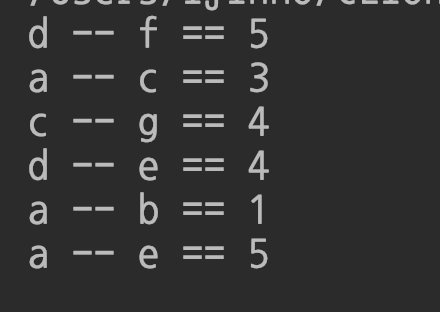 d -- f == 5
a -- c == 3
c -- g == 4
d -- e == 4
a -- b == 1
a -- e == 5